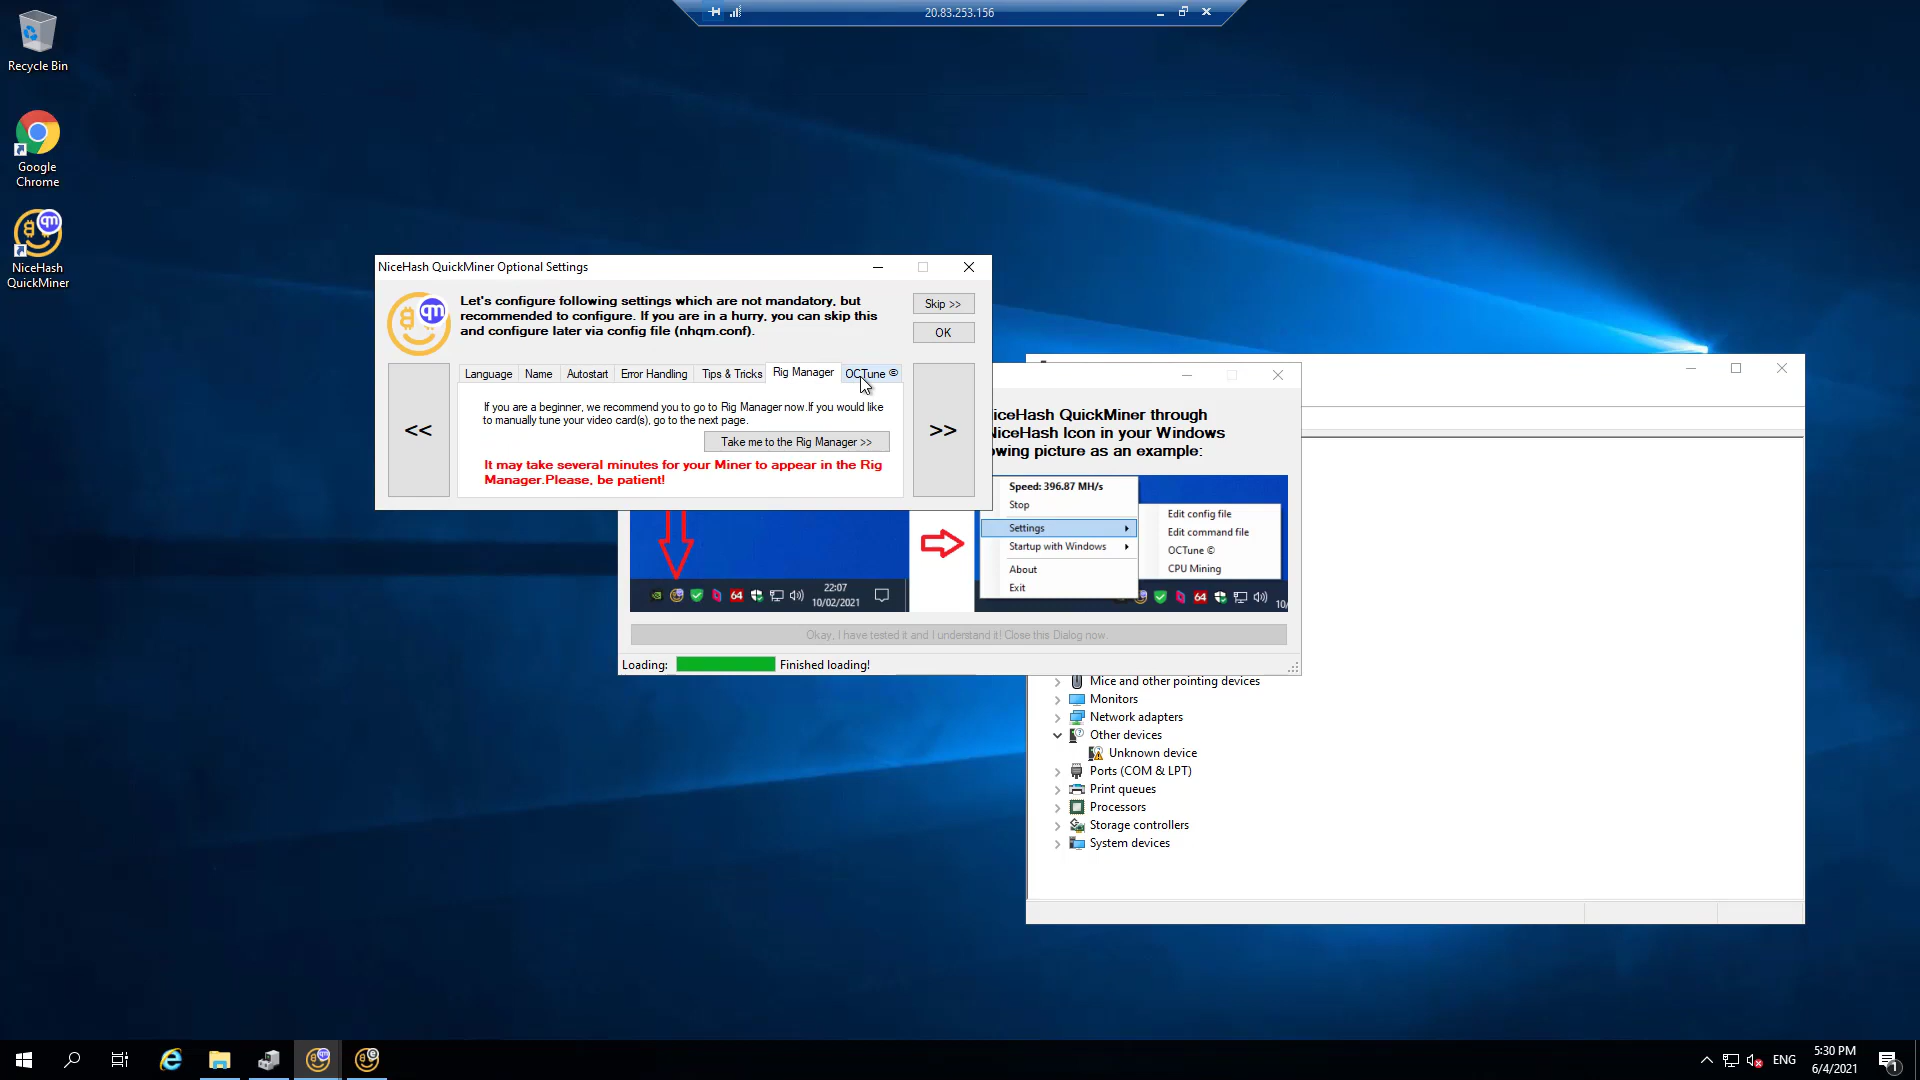 20.83.253.156
Recycle Bin
Google
Chrome
NiceHash
QuickMiner
NiceHash QuickMiner Optional Settings
Let's configure following settings which are not mandatory, but
recommended to configure. If you are in a hurry, you can skip this
and configure later via config file (nhqm.conf).
Skip >>
OK
Language
Name
Autostart
Error Handling
Tips & Tricks
Rig Manager
OCTune ©
<<
>>
If you are a beginner, we recommend you to go to Rig Manager now.If you would like
to manually tune your video card(s), go to the next page.
Take me to the Rig Manager >>
It may take several minutes for your Miner to appear in the Rig
Manager.Please, be patient!
iceHash QuickMiner through
NiceHash Icon in your Windows
owing picture as an example:
Speed: 396.87 MH/s
Stop
Settings
Startup with Windows
About
Exit
Edit config file
Edit command file
OCTune ©
CPU Mining
64
22:07
10/02/2021
64
10/
Okay, I have tested it and I understand it! Close this Dialog now.
Loading:
Finished loading!
Mice and other pointing devices
Monitors
Network adapters
Other devices
Unknown device
Ports (COM & LPT)
Print queues
Processors
Storage controllers
System devices
ENG
5:30 PM
6/4/2021
1